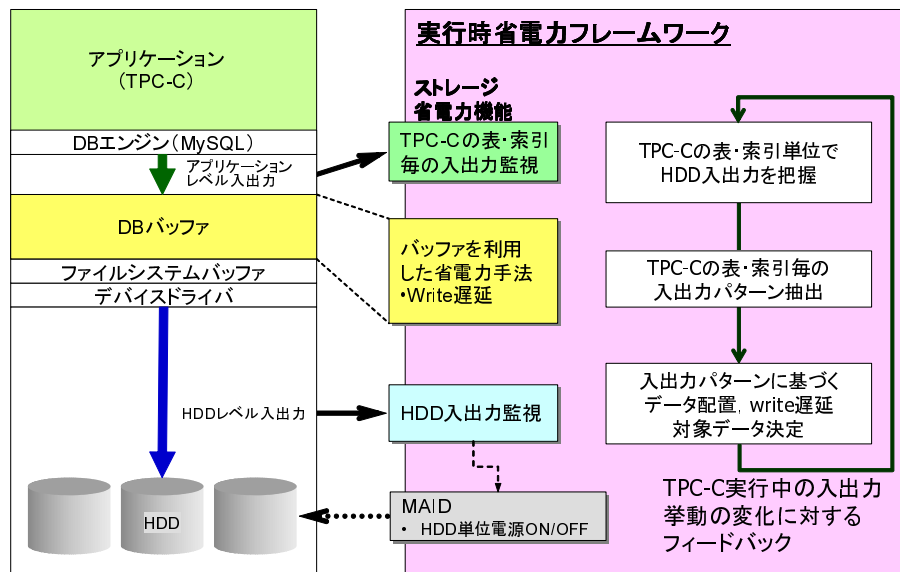 アプリケーション
（TPC-C）
DBエンジン（MySQL）
アプリケーション
レベル入出力
DBバッファ
ファイルシステムバッファ
デバイスドライバ
HDDレベル入出力
HDD
実行時省電力フレームワーク
ストレージ
省電力機能
TPC-Cの表・索引
毎の入出力監視
バッファを利用
した省電力手法
・Write遅延
HDD入出力監視
MAID
・ HDD単位電源ON/OFF
TPC-Cの表・索引単位で
HDD入出力を把握
TPC-Cの表・索引毎の
入出力パターン抽出
入出力パターンに基づく
データ配置，write遅延
対象データ決定
TPC-C実行中の入出力
挙動の変化に対する
フィードバック